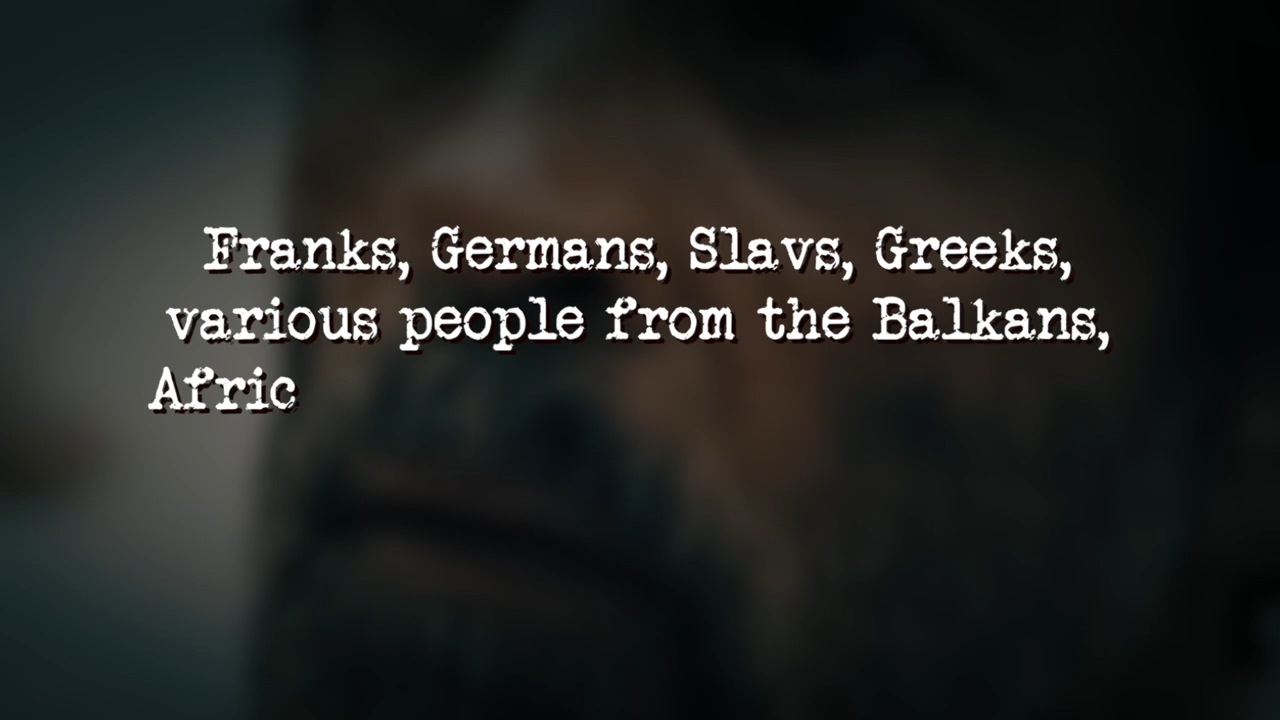 Franks, Germans, Slavs, Greeks,
various people from the Balkans,
Afric